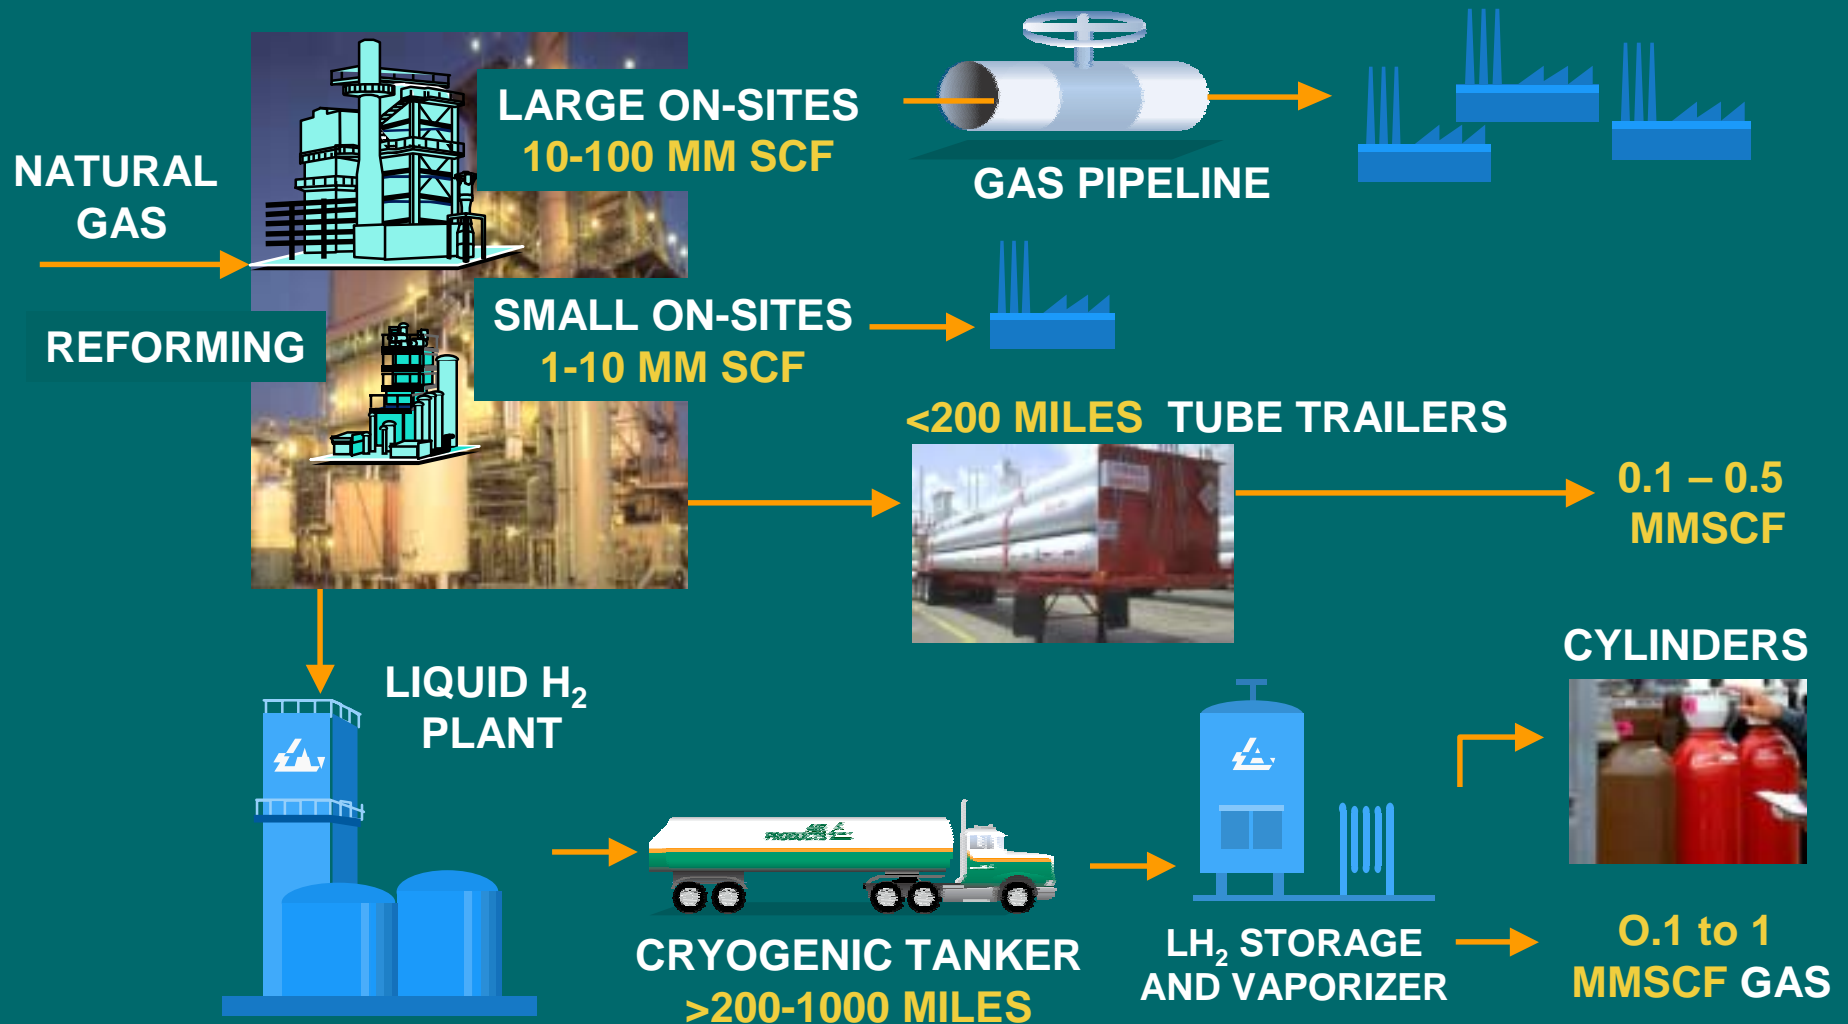 NATURAL
GAS
REFORMING
LARGE ON-SITES
10-100 MM SCF
GAS PIPELINE
SMALL ON-SITES
1-10 MM SCF
<200 MILES TUBE TRAILERS
0.1 – 0.5
MMSCF
LIQUID H₂
PLANT
AIR
PRODUCTS
CRYOGENIC TANKER
>200-1000 MILES
LH₂ STORAGE
AND VAPORIZER
CYLINDERS
O.1 to 1
MMSCF GAS